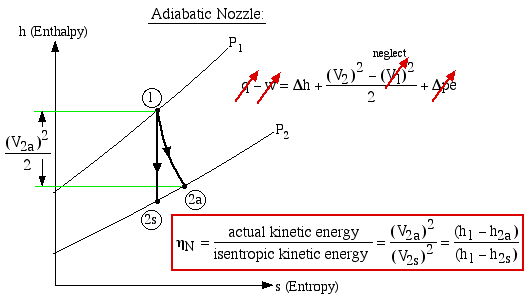 Adiabatic Nozzle:
h (Enthalpy)
P₁
neglect
q − w = Δh + ((V₂)² − (V₁)²)/2 + Δpe
1
P₂
(V₂ₐ)²/2
2a
2s
η_N = actual kinetic energy/isentropic kinetic energy = (V₂ₐ)²/(V₂ₛ)² = (h₁ − h₂ₐ)/(h₁ − h₂ₛ)
s (Entropy)